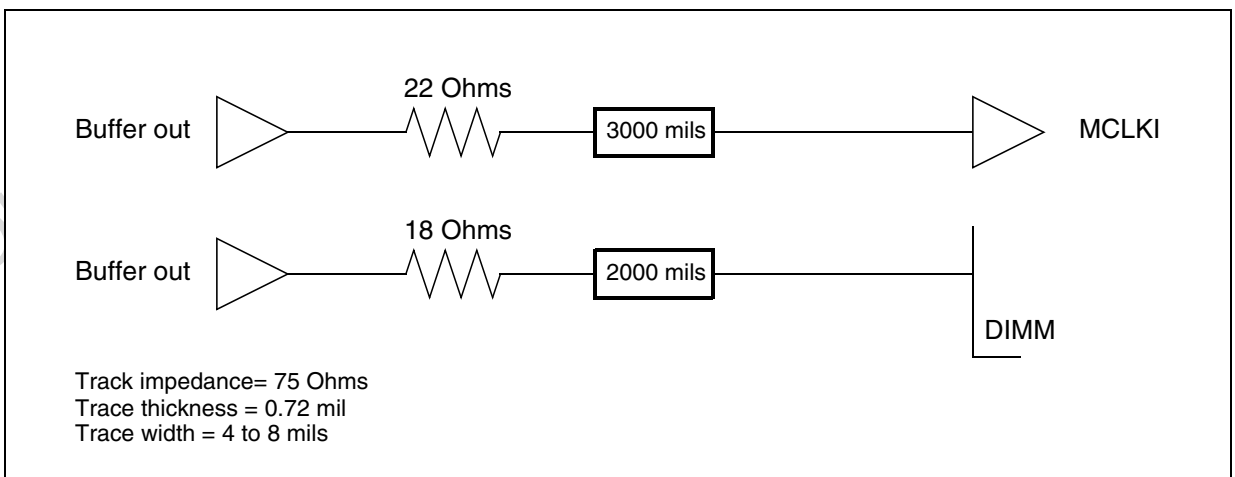 22 Ohms
Buffer out
3000 mils
MCLKI
18 Ohms
Buffer out
2000 mils
DIMM
Track impedance= 75 Ohms
Trace thickness = 0.72 mil
Trace width = 4 to 8 mils